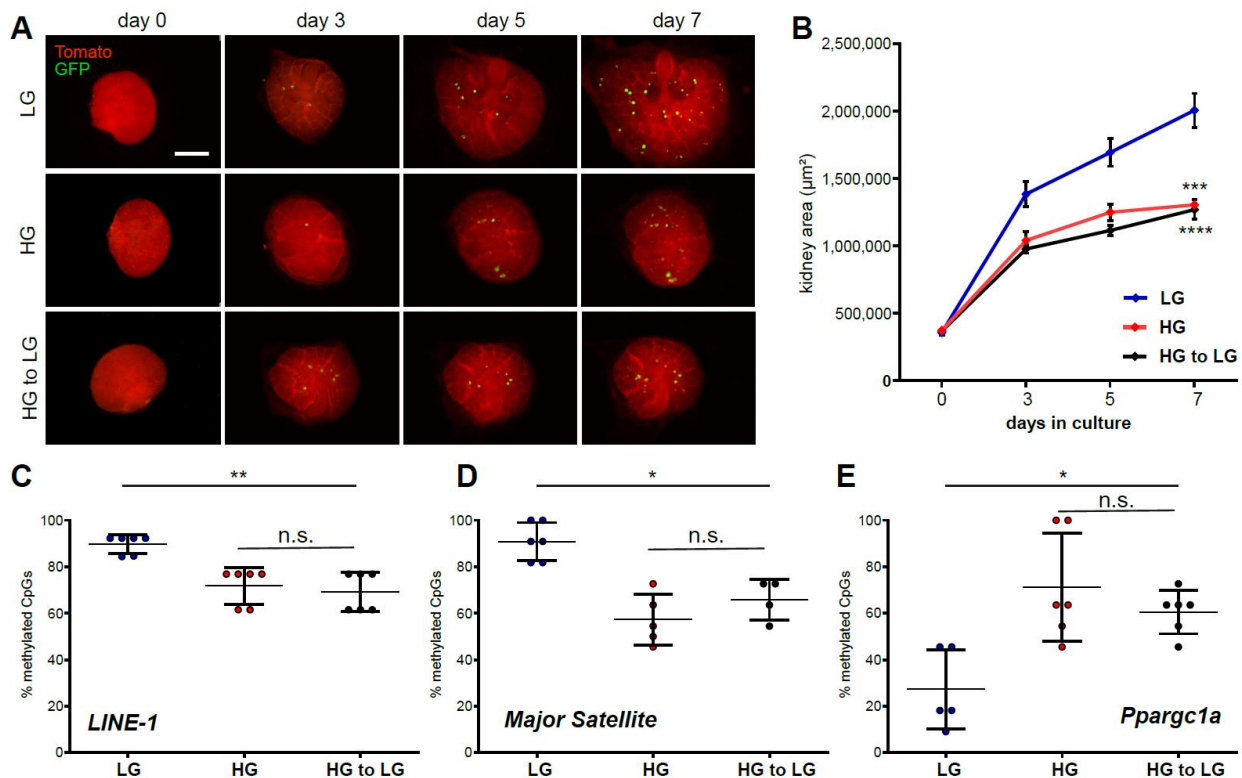 A
day 0
day 3
day 5
day 7
Tomato
GFP
LG
HG
HG to LG
B
2,500,000
2,000,000
1,500,000
1,000,000
500,000
0
kidney area (µm²)
***
****
LG
HG
HG to LG
0
3
5
7
days in culture
C
**
n.s.
100
80
60
40
20
0
% methylated CpGs
LINE-1
LG
HG
HG to LG
D
*
n.s.
100
80
60
40
20
0
% methylated CpGs
Major Satellite
LG
HG
HG to LG
E
*
n.s.
100
80
60
40
20
0
% methylated CpGs
Ppargc1a
LG
HG
HG to LG